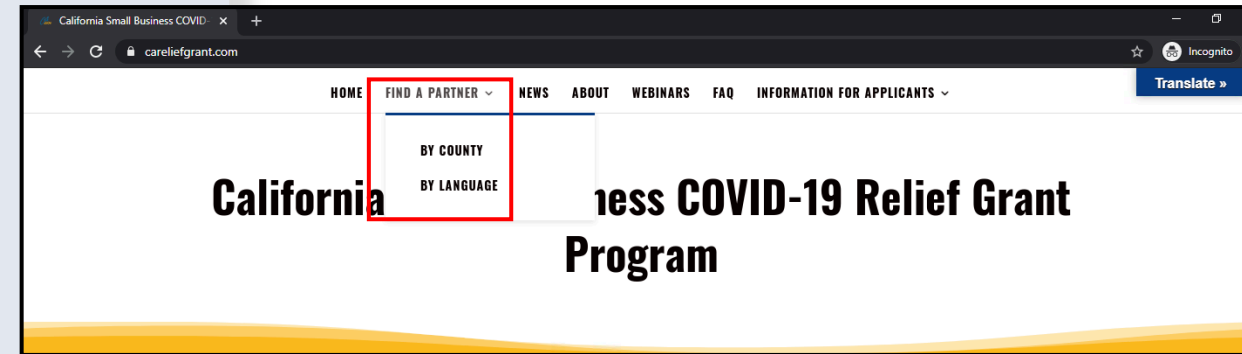 California Small Business COVID-
careliefgrant.com
Incognito
HOME FIND A PARTNER NEWS ABOUT WEBINARS FAQ INFORMATION FOR APPLICANTS
Translate »
BY COUNTY
BY LANGUAGE
California ness COVID-19 Relief Grant
Program